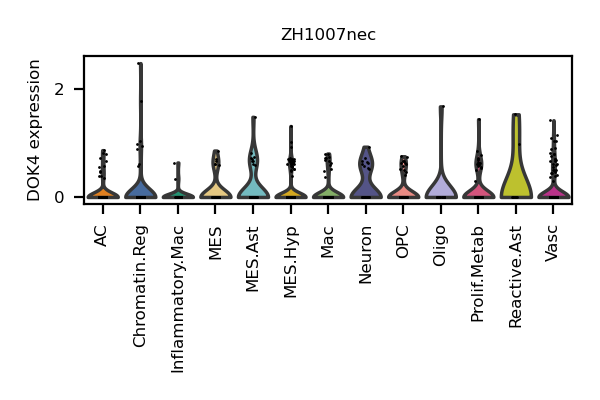 ZH1007nec
DOK4 expression
2
0
AC
Chromatin.Reg
Inflammatory.Mac
MES
MES.Ast
MES.Hyp
Mac
Neuron
OPC
Oligo
Prolif.Metab
Reactive.Ast
Vasc